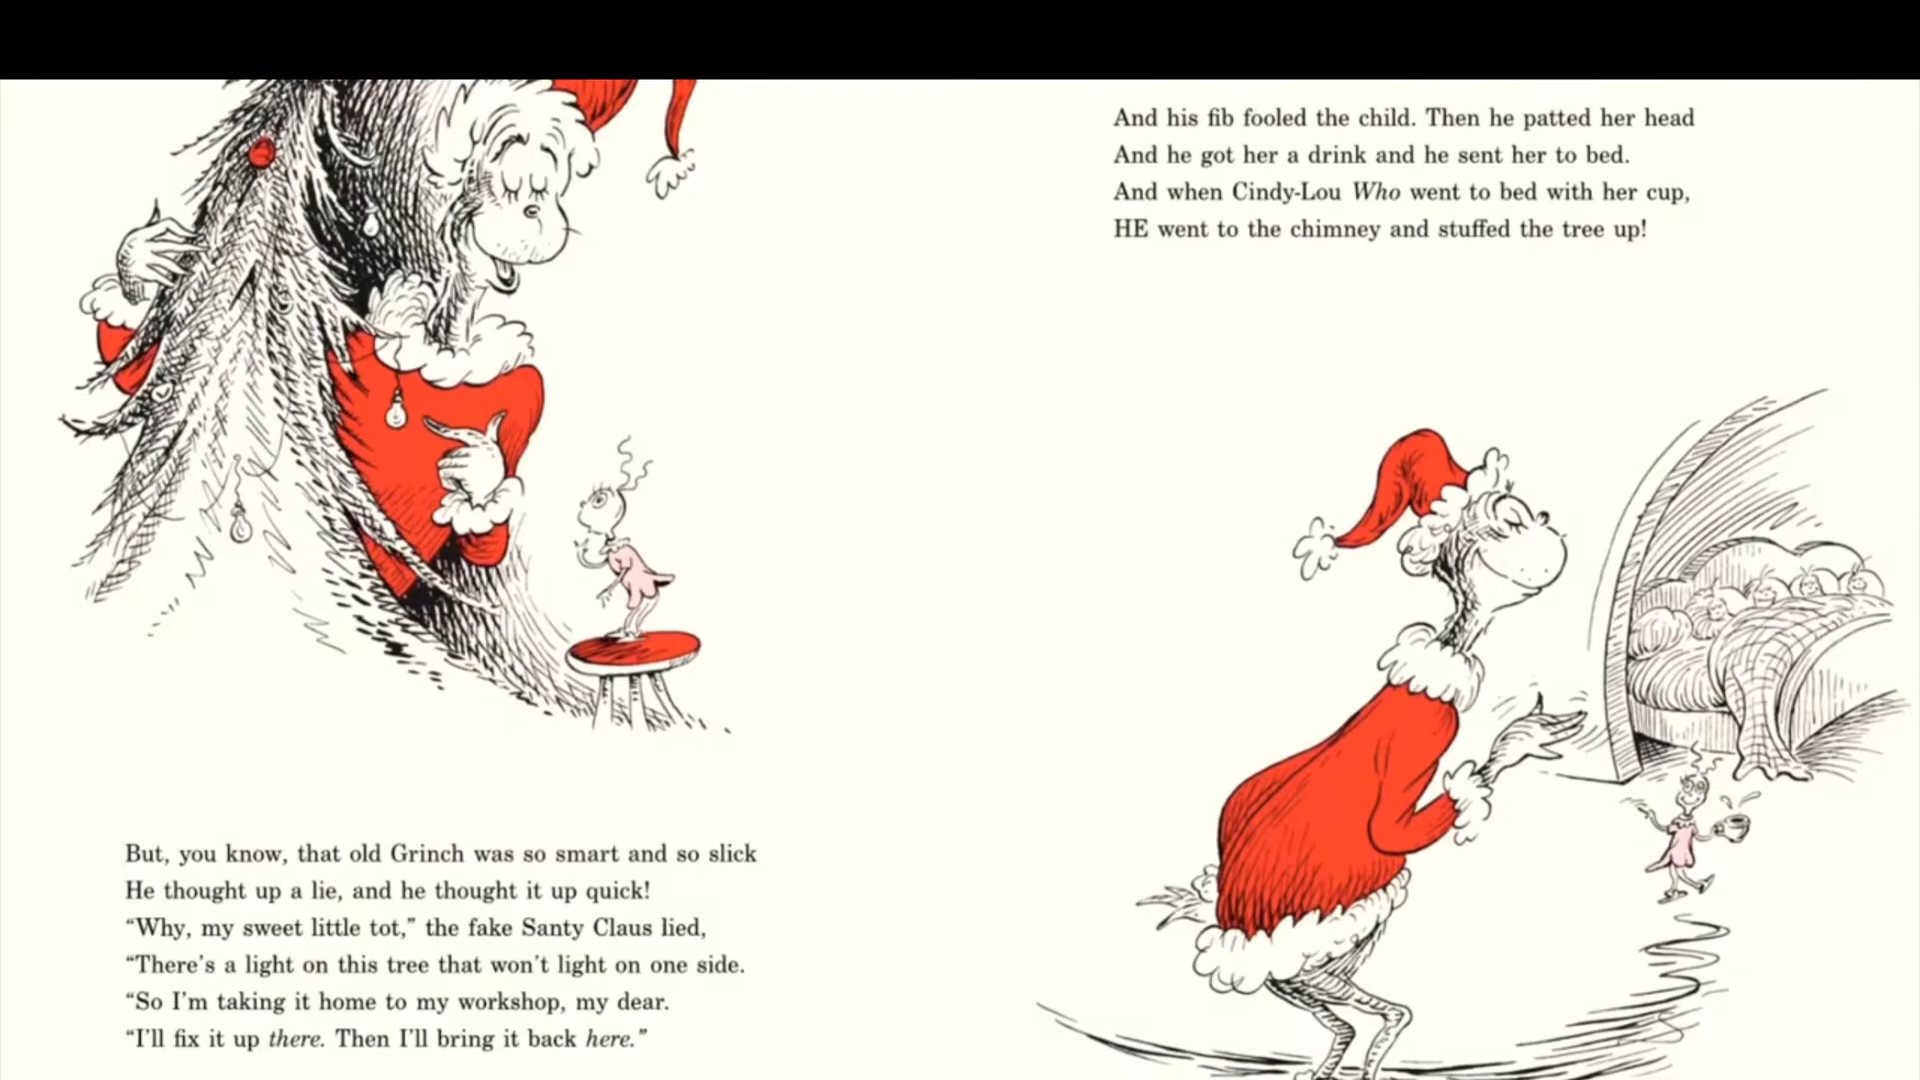 But, you know, that old Grinch was so smart and so slick
He thought up a lie, and he thought it up quick!
“Why, my sweet little tot,” the fake Santy Claus lied,
“There’s a light on this tree that won’t light on one side.
“So I’m taking it home to my workshop, my dear.
“I’ll fix it up there. Then I’ll bring it back here.”
And his fib fooled the child. Then he patted her head
And he got her a drink and he sent her to bed.
And when Cindy-Lou Who went to bed with her cup,
HE went to the chimney and stuffed the tree up!